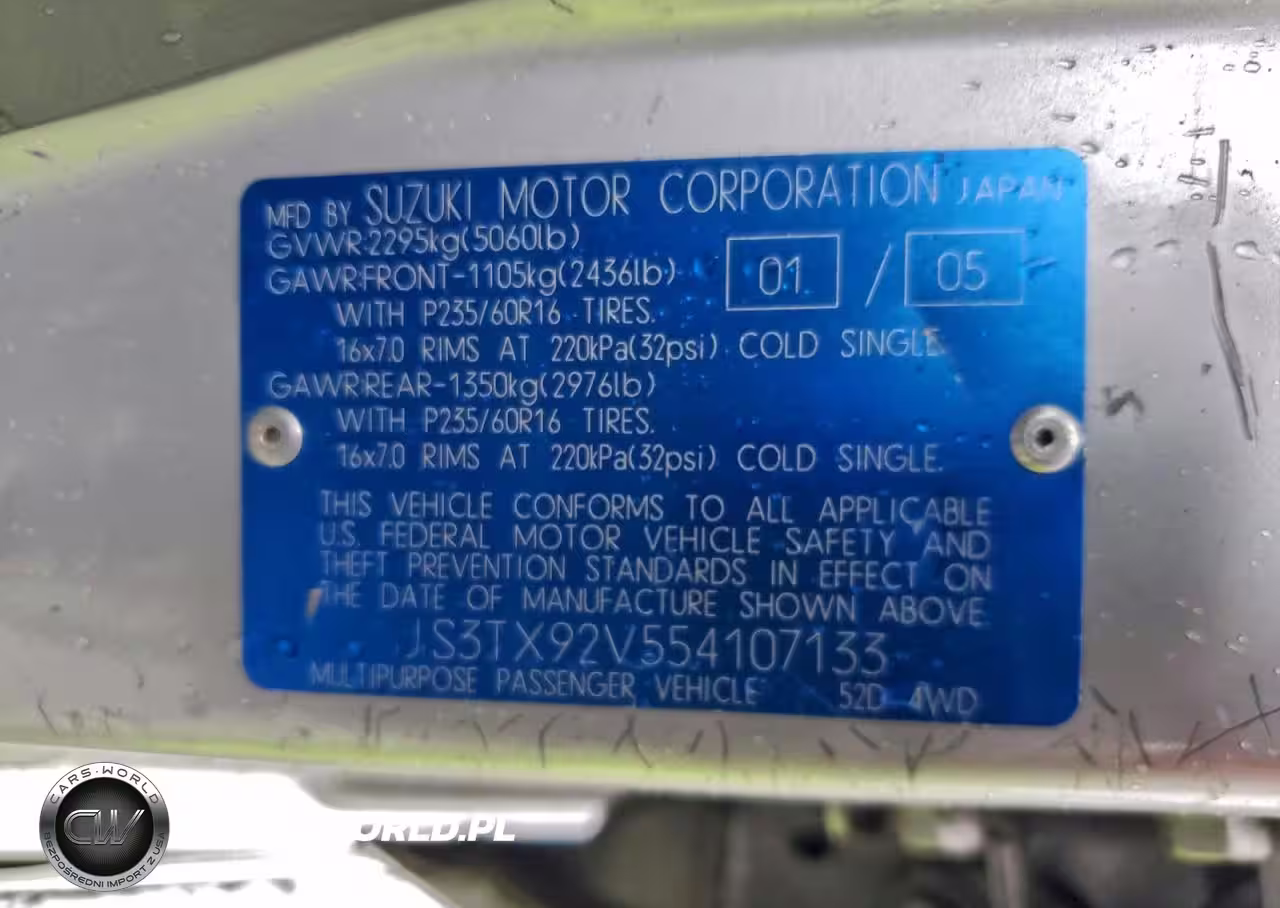 MFD BY SUZUKI MOTOR CORPORATION JAPAN
GVWR:2295kg(5060lb)
GAWR:FRONT-1105kg(2436lb) 01 / 05
WITH P235/60R16 TIRES.
16x7.0 RIMS AT 220kPa(32psi) COLD SINGLE.
GAWR:REAR-1350kg(2976lb)
WITH P235/60R16 TIRES.
16x7.0 RIMS AT 220kPa(32psi) COLD SINGLE.
THIS VEHICLE CONFORMS TO ALL APPLICABLE
U.S. FEDERAL MOTOR VEHICLE SAFETY AND
THEFT PREVENTION STANDARDS IN EFFECT ON
THE DATE OF MANUFACTURE SHOWN ABOVE.
JS3TX92V554107133
MULTIPURPOSE PASSENGER VEHICLE 52D 4WD
CARS-WORLD
CW
BEZPOŚREDNI IMPORT Z USA
ORLD.PL